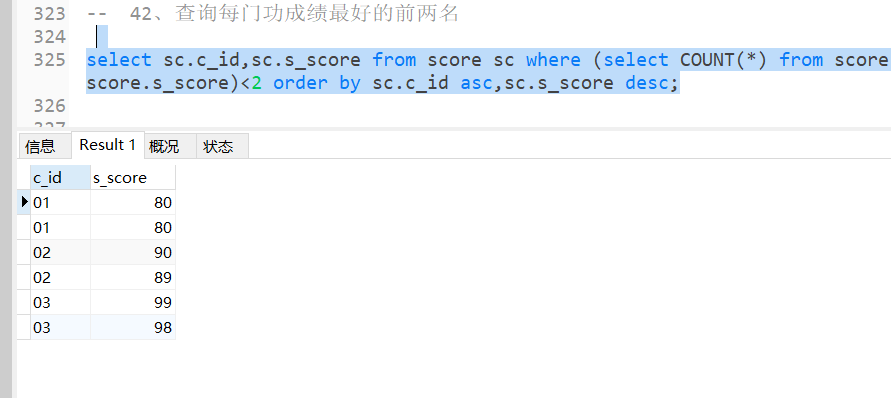 323 -- 42、查询每门功成绩最好的前两名
324
325 select sc.c_id,sc.s_score from score sc where (select COUNT(*) from score
score.s_score)<2 order by sc.c_id asc,sc.s_score desc;
326
信息 Result 1 概况 状态
c_id s_score
01 80
01 80
02 90
02 89
03 99
03 98